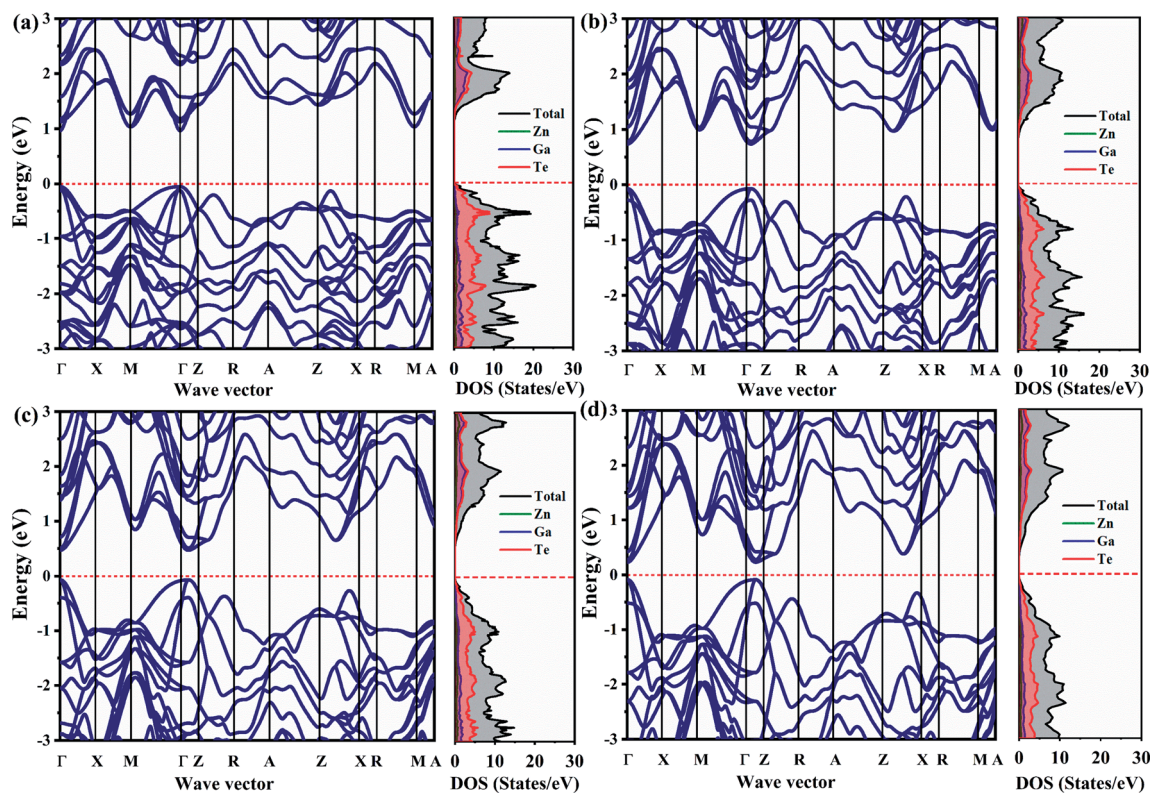 (a)
3
2
1
0
-1
-2
-3
Energy (eV)
Γ X M Γ Z R A Z X R M A
Wave vector
Total
Zn
Ga
Te
0 10 20 30
DOS (States/eV)
(b)
3
2
1
0
-1
-2
-3
Energy (eV)
Γ X M Γ Z R A Z X R M A
Wave vector
Total
Zn
Ga
Te
0 10 20 30
DOS (States/eV)
(c)
3
2
1
0
-1
-2
-3
Energy (eV)
Γ X M Γ Z R A Z X R M A
Wave vector
Total
Zn
Ga
Te
0 10 20 30
DOS (States/eV)
(d)
3
2
1
0
-1
-2
-3
Energy (eV)
Γ X M Γ Z R A Z X R M A
Wave vector
Total
Zn
Ga
Te
0 10 20 30
DOS (States/eV)